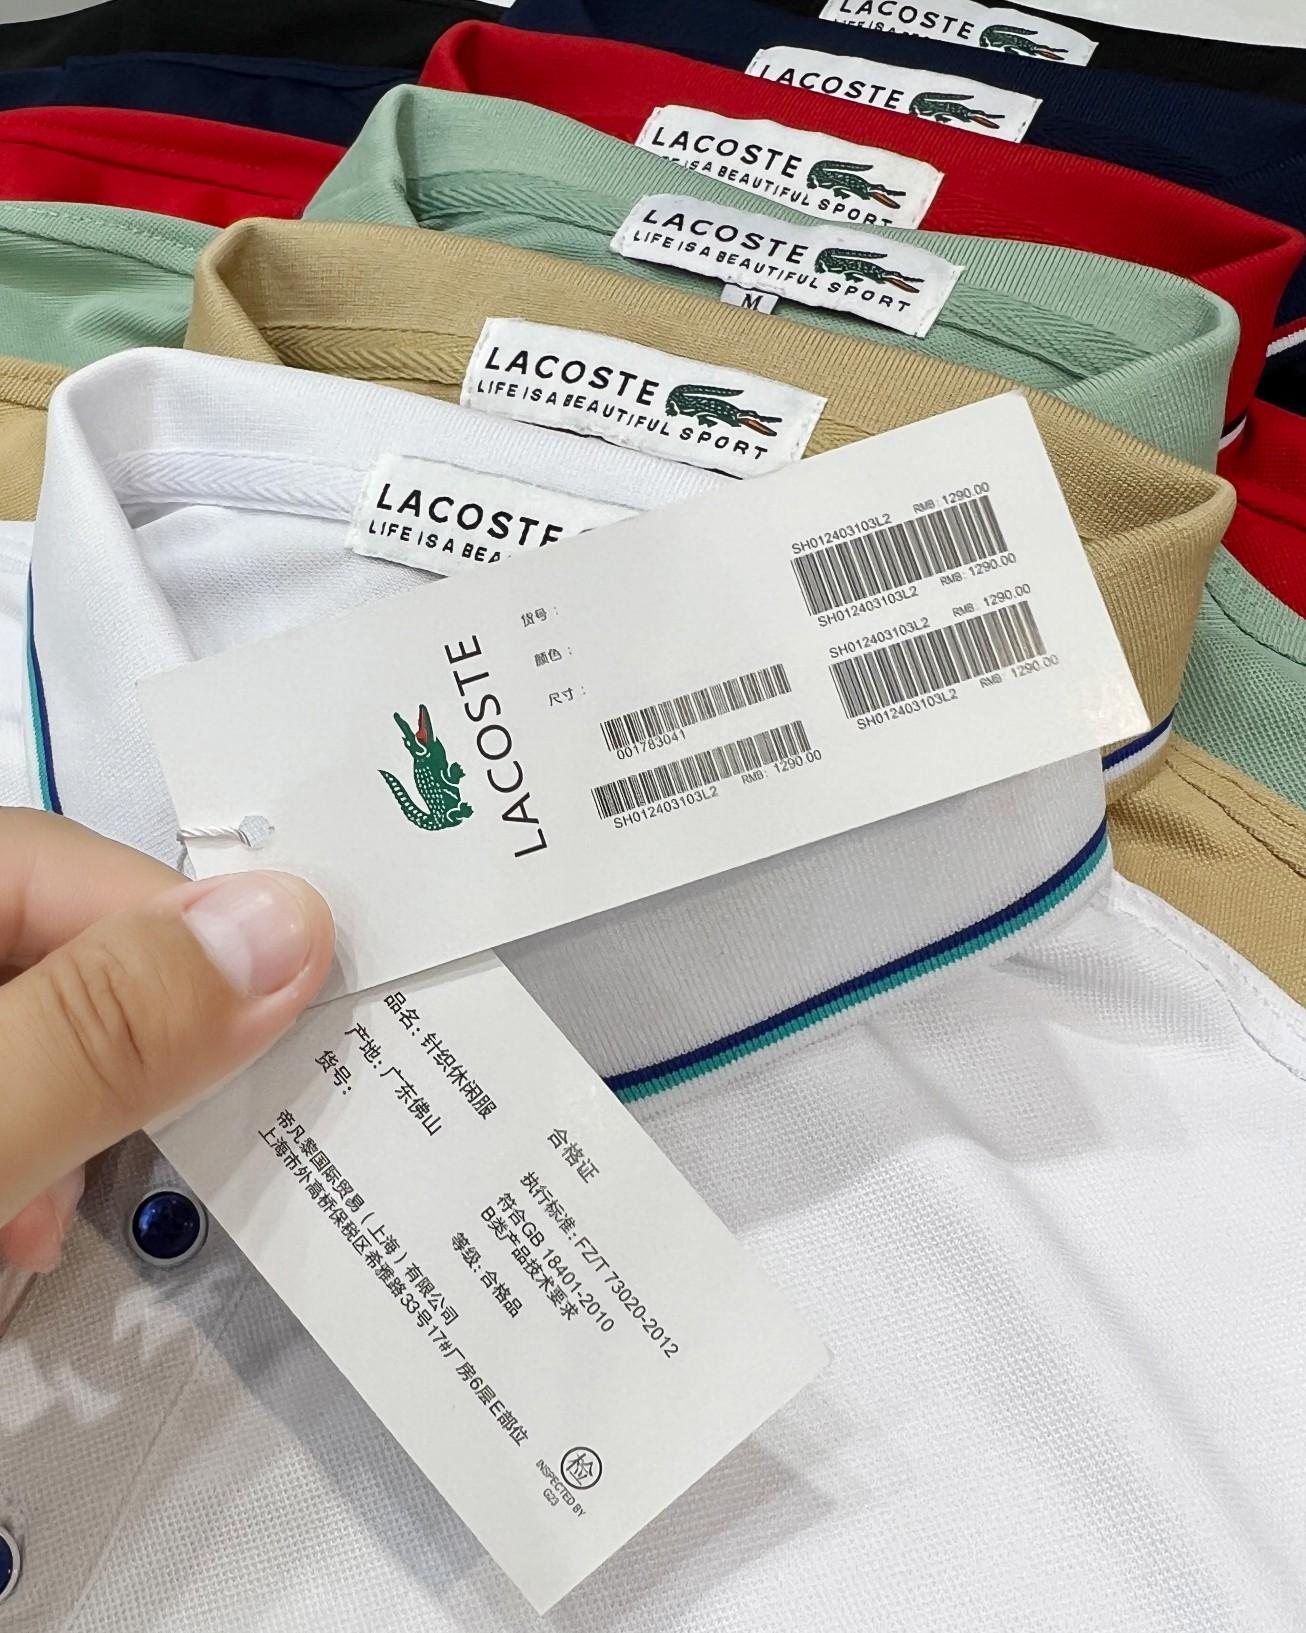 LACOSTE
LACOSTE
LACOSTE
LIFE IS A BEAUTIFUL SPORT
LACOSTE
LIFE IS A BEAUTIFUL SPORT
M
LACOSTE
LIFE IS A BEAUTIFUL SPORT
LACOSTE
LIFE IS A BEA
LACOSTE
货号：
颜色：
尺寸：
001783041
SH012403103L2 RMB: 1290.00
SH012403103L2 RMB: 1290.00
SH012403103L2 RMB: 1290.00
SH012403103L2 RMB: 1290.00
SH012403103L2 RMB: 1290.00
品名：针织休闲服
产地：广东佛山
货号：
合格证
执行标准：FZ/T 73020-2012
符合GB 18401-2010
B类产品技术要求
等级：合格品
帝凡黎国际贸易（上海）有限公司
上海市外高桥保税区希雅路33号17#厂房6层E部位
检
INSPECTED BY
G23